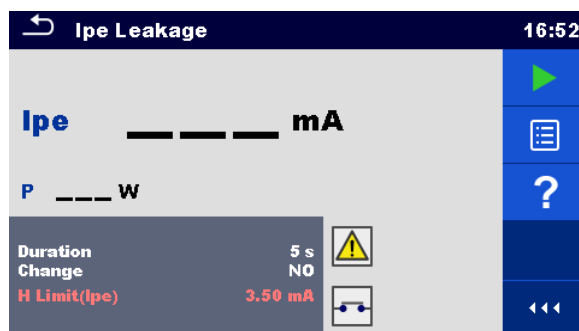 Ipe Leakage 16:52
Ipe _ _ _ mA
P _ _ _ W
?
Duration 5 s
Change NO
H Limit(Ipe) 3.50 mA